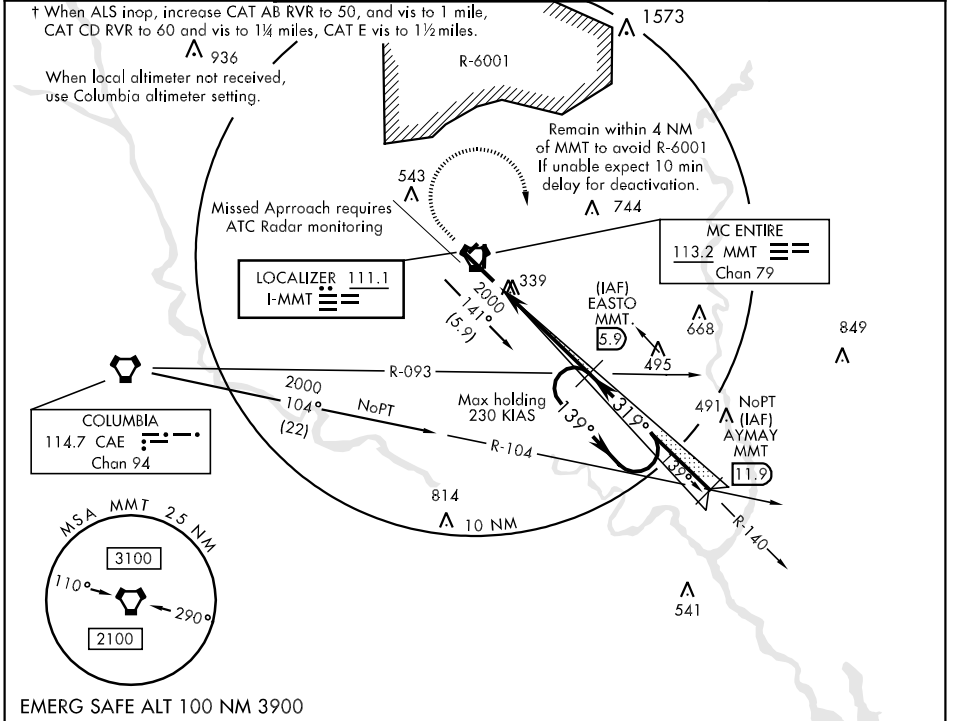 † When ALS inop, increase CAT AB RVR to 50, and vis to 1 mile,
CAT CD RVR to 60 and vis to 1¼ miles, CAT E vis to 1½ miles.
1573
936
R-6001
When local altimeter not received,
use Columbia altimeter setting.
Remain within 4 NM
of MMT to avoid R-6001
If unable expect 10 min
delay for deactivation.
543
744
Missed Aprroach requires
ATC Radar monitoring
MC ENTIRE
113.2 MMT
Chan 79
LOCALIZER 111.1
I-MMT
339
2000
141°
(5.9)
(IAF)
EASTO
MMT
5.9
668
849
495
R-093
2000
104°
(22)
NoPT
Max holding
230 KIAS
139°
319°
491
NoPT
(IAF)
AYMAY
MMT
11.9
COLUMBIA
114.7 CAE
Chan 94
R-104
139°
814
10 NM
R-140
541
MSA MMT 25 NM
3100
110°
290°
2100
EMERG SAFE ALT 100 NM 3900